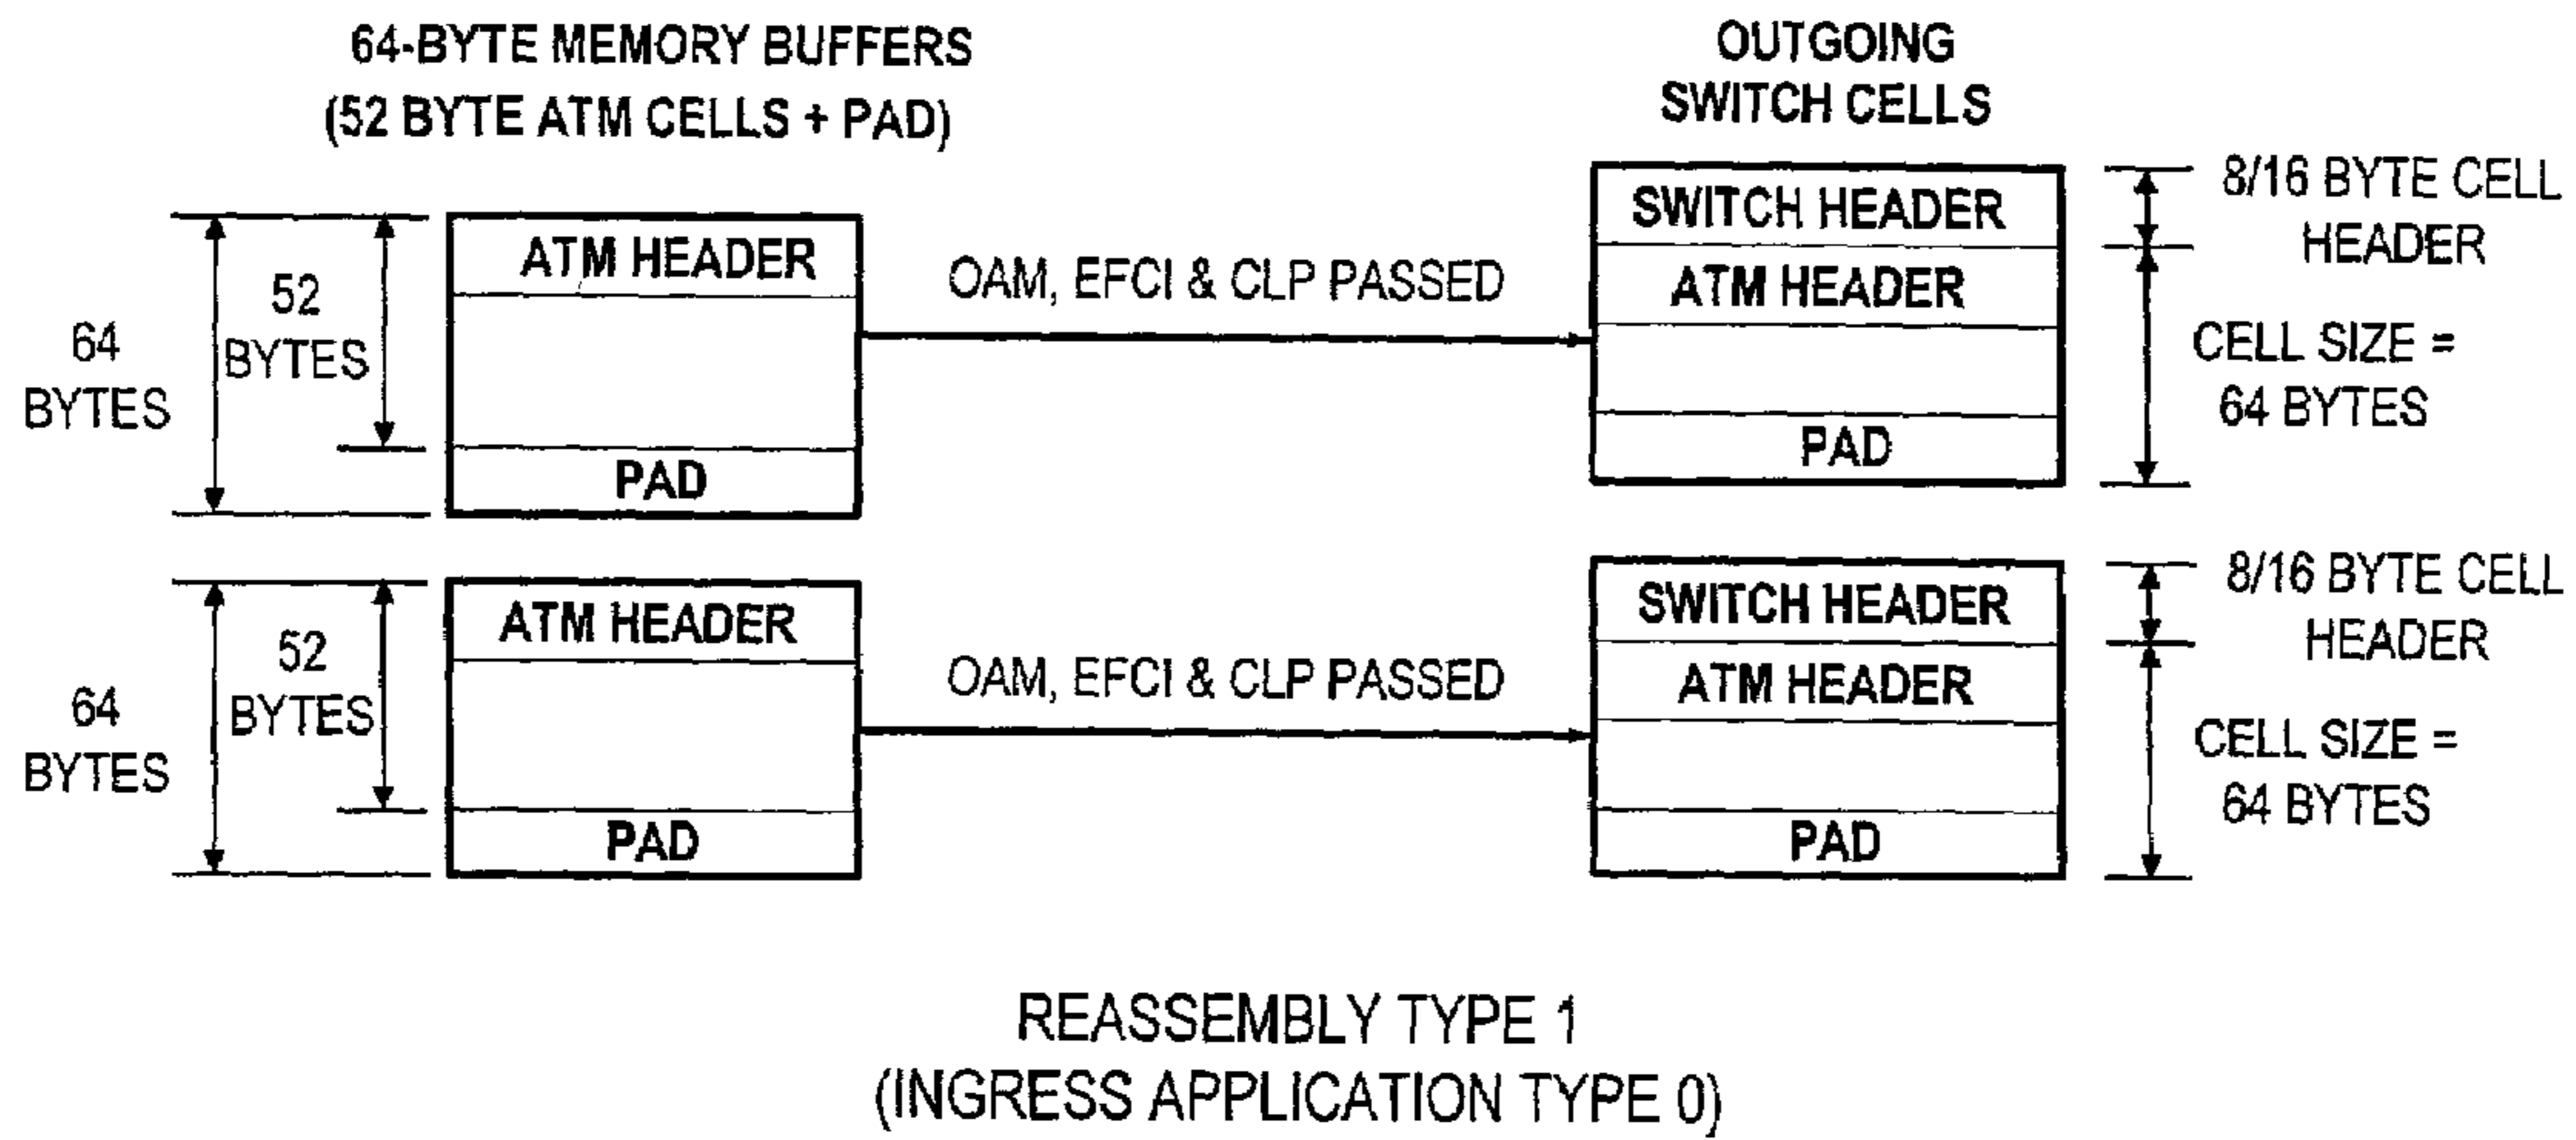 64-BYTE MEMORY BUFFERS
(52 BYTE ATM CELLS + PAD)
OUTGOING
SWITCH CELLS
64
BYTES
52
BYTES
ATM HEADER
PAD
OAM, EFCI & CLP PASSED
SWITCH HEADER
ATM HEADER
PAD
8/16 BYTE CELL
HEADER
CELL SIZE =
64 BYTES
64
BYTES
52
BYTES
ATM HEADER
PAD
OAM, EFCI & CLP PASSED
SWITCH HEADER
ATM HEADER
PAD
8/16 BYTE CELL
HEADER
CELL SIZE =
64 BYTES
REASSEMBLY TYPE 1
(INGRESS APPLICATION TYPE 0)